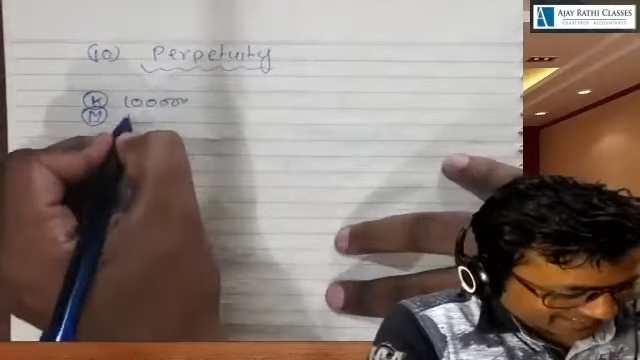 AJAY RATHI CLASSES
CHARTERED ACCOUNTANTS
(10) Perpetuity
K 100000
M